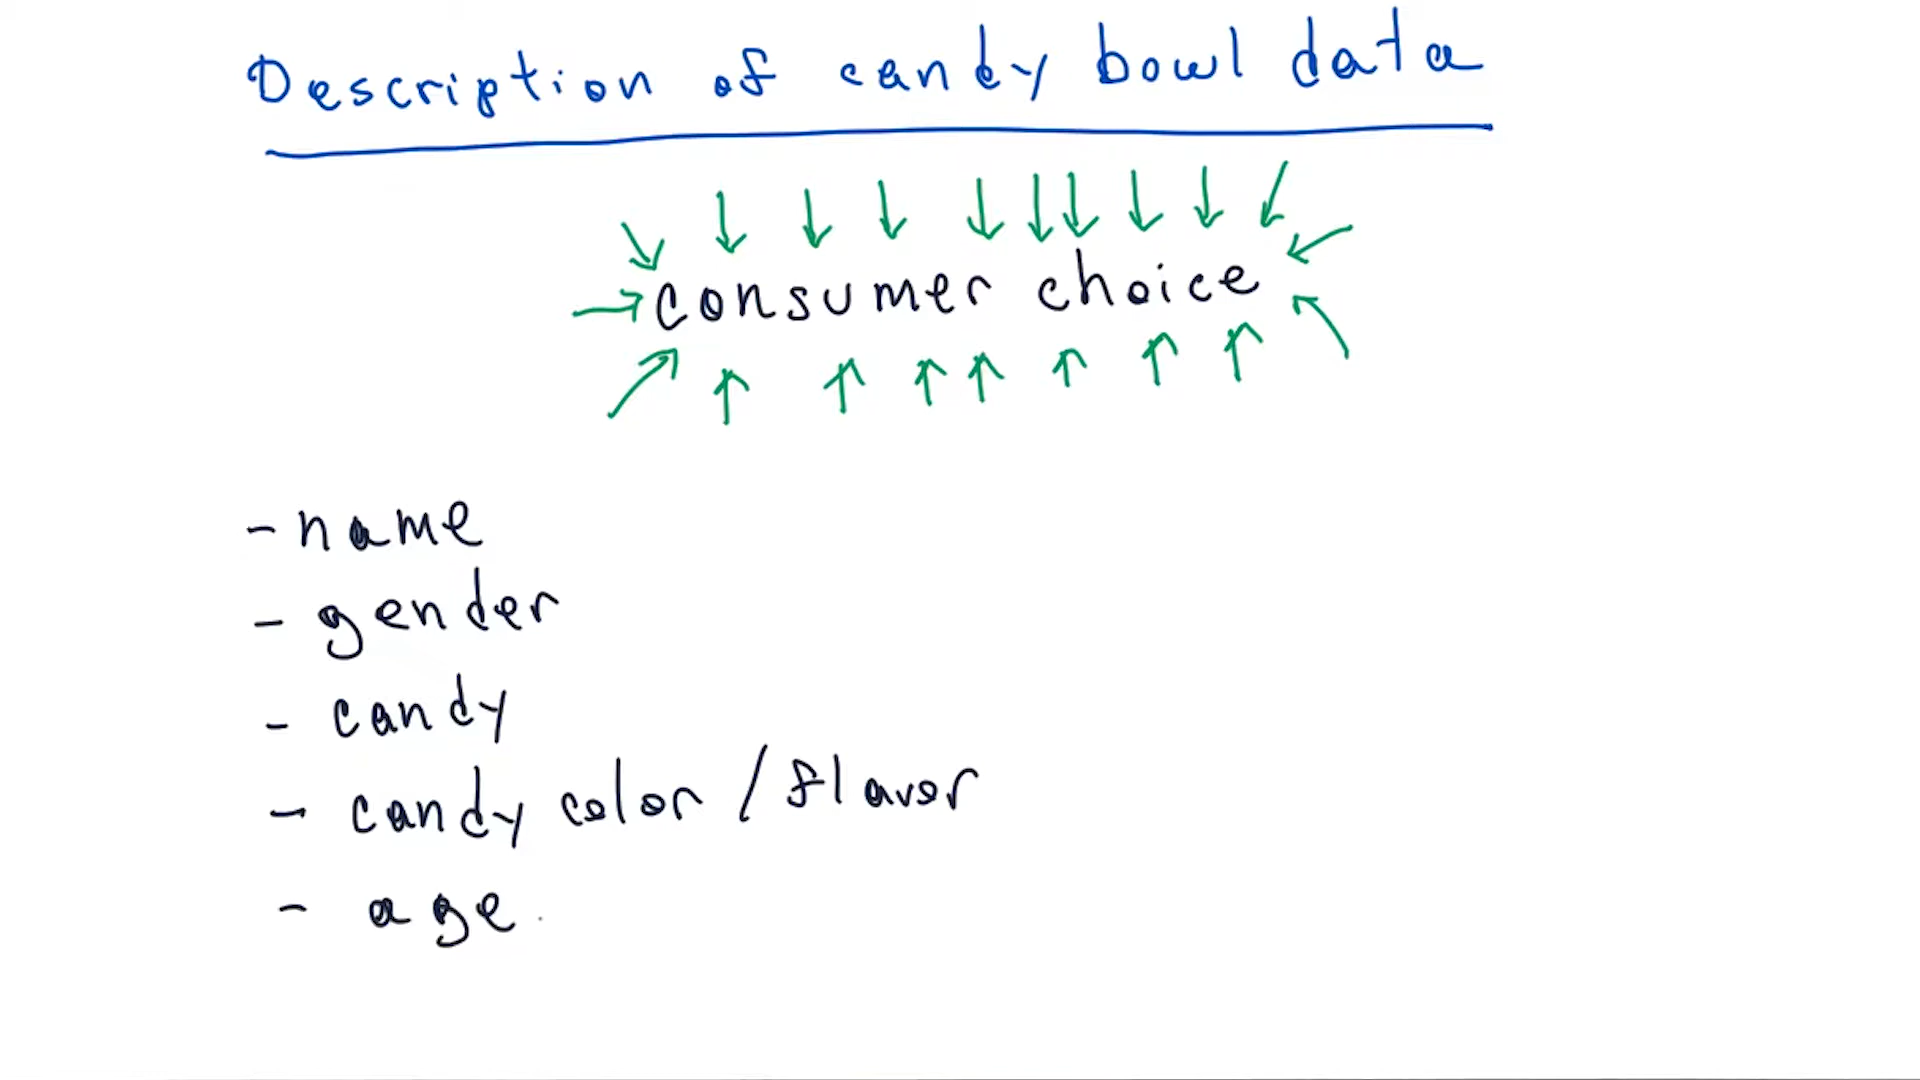 Description of candy bowl data
consumer choice
- name
- gender
- candy
- candy color / flavor
- age